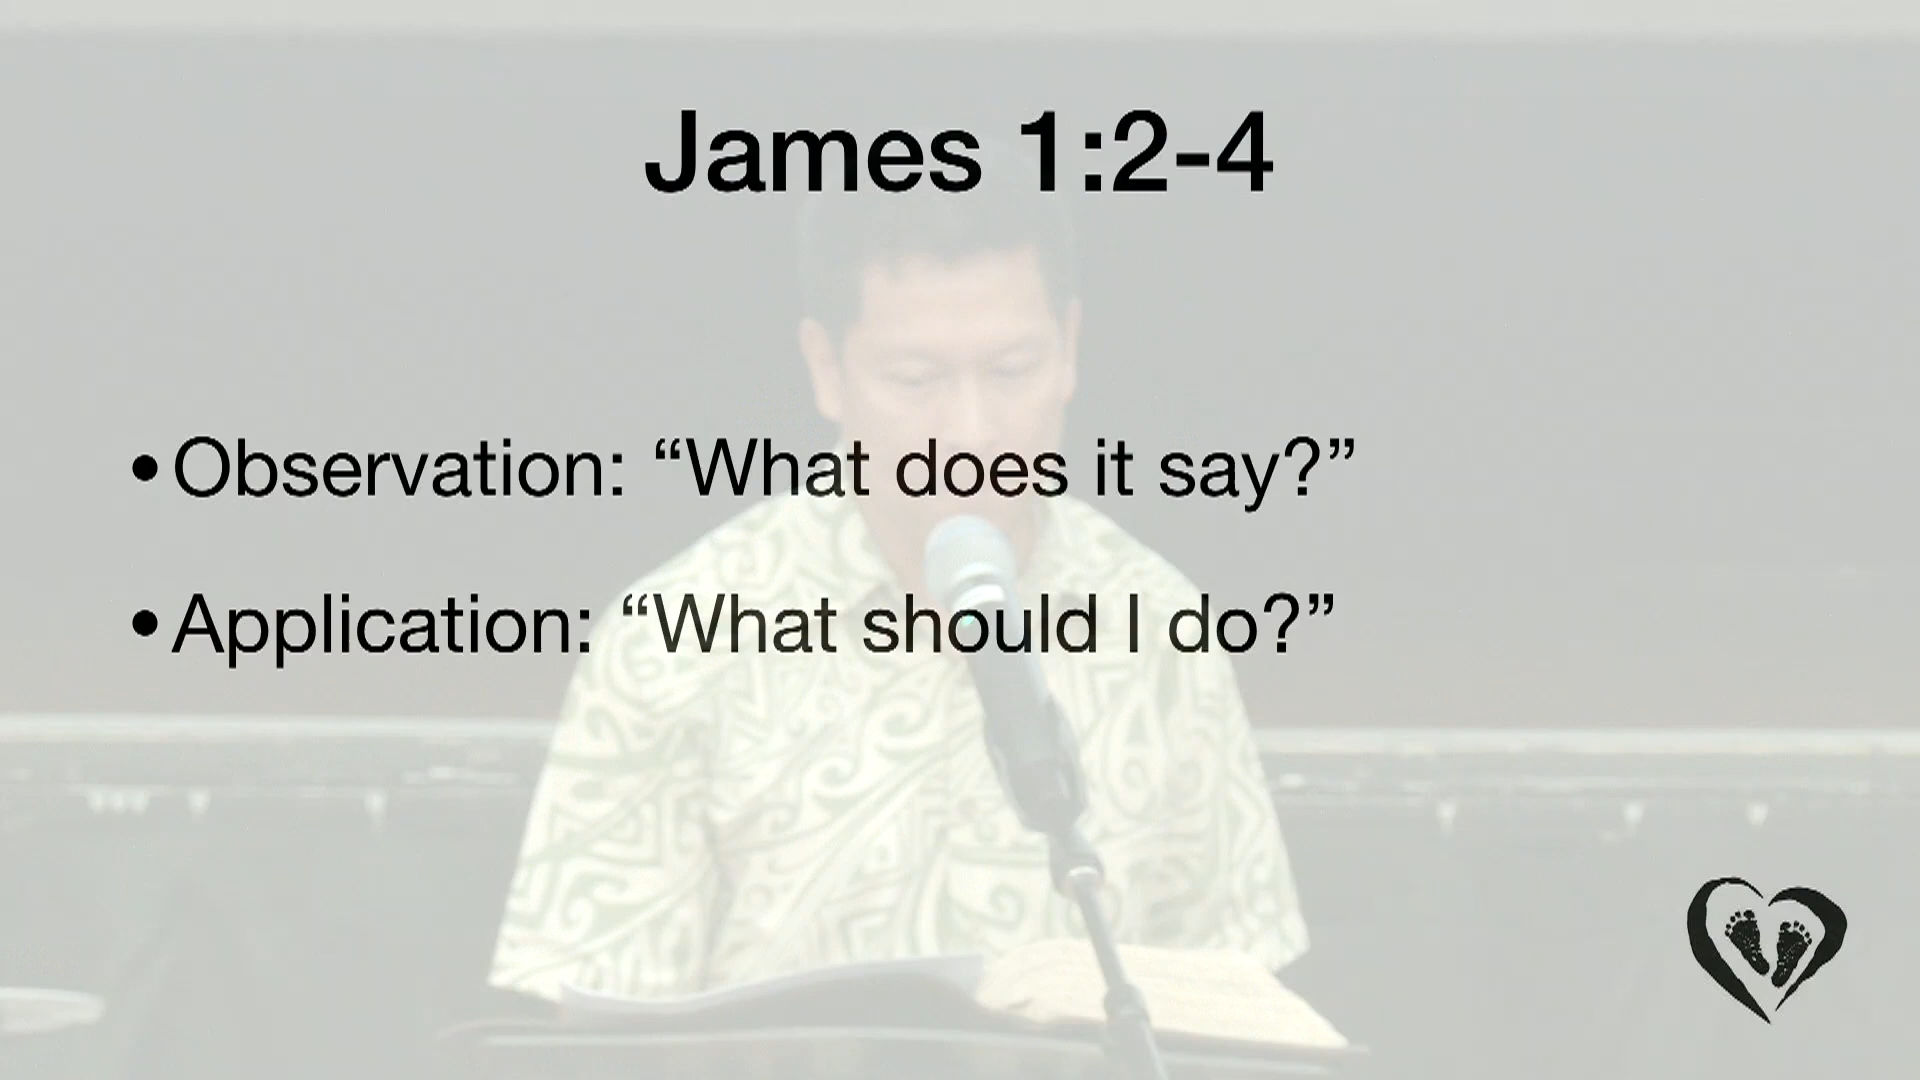 James 1:2-4
•Observation: “What does it say?”
•Application: “What should I do?”